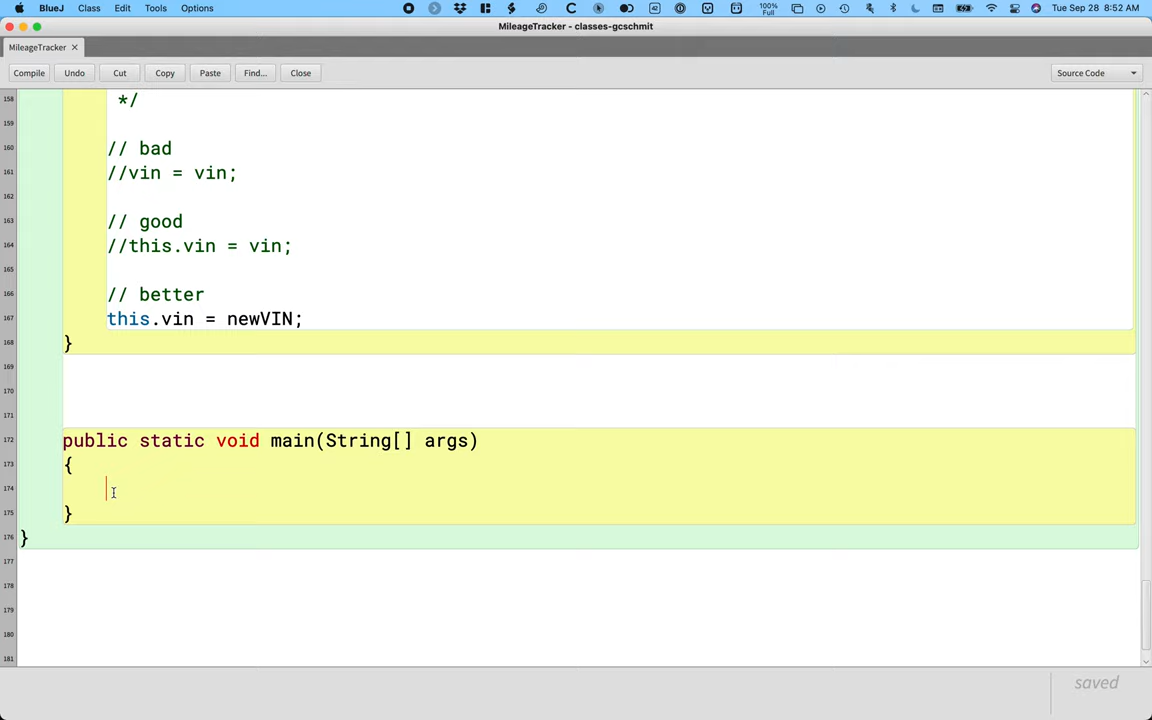 BlueJ Class Edit Tools Options
100%
Full
42
Tue Sep 28 8:52 AM
MileageTracker - classes-gcschmit
MileageTracker ×
Compile Undo Cut Copy Paste Find... Close Source Code
158 */
159
160 // bad
161 //vin = vin;
162
163 // good
164 //this.vin = vin;
165
166 // better
167 this.vin = newVIN;
168 }
169
170
171
172 public static void main(String[] args)
173 {
174
175 }
176 }
177
178
179
180
181
saved